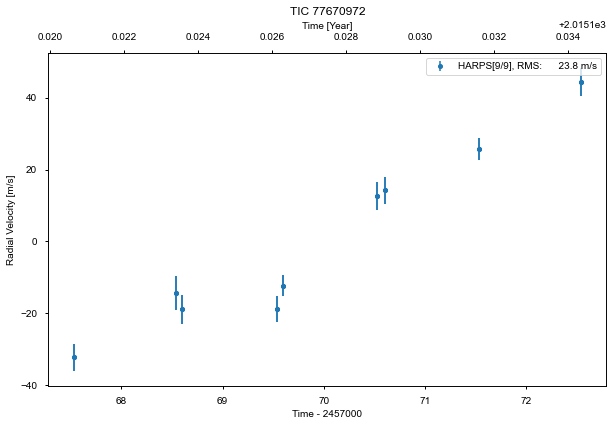 TIC 77670972
Time [Year]
+2.0151e3
0.020 0.022 0.024 0.026 0.028 0.030 0.032 0.034
HARPS[9/9], RMS: 23.8 m/s
40
20
0
−20
−40
Radial Velocity [m/s]
68 69 70 71 72
Time - 2457000